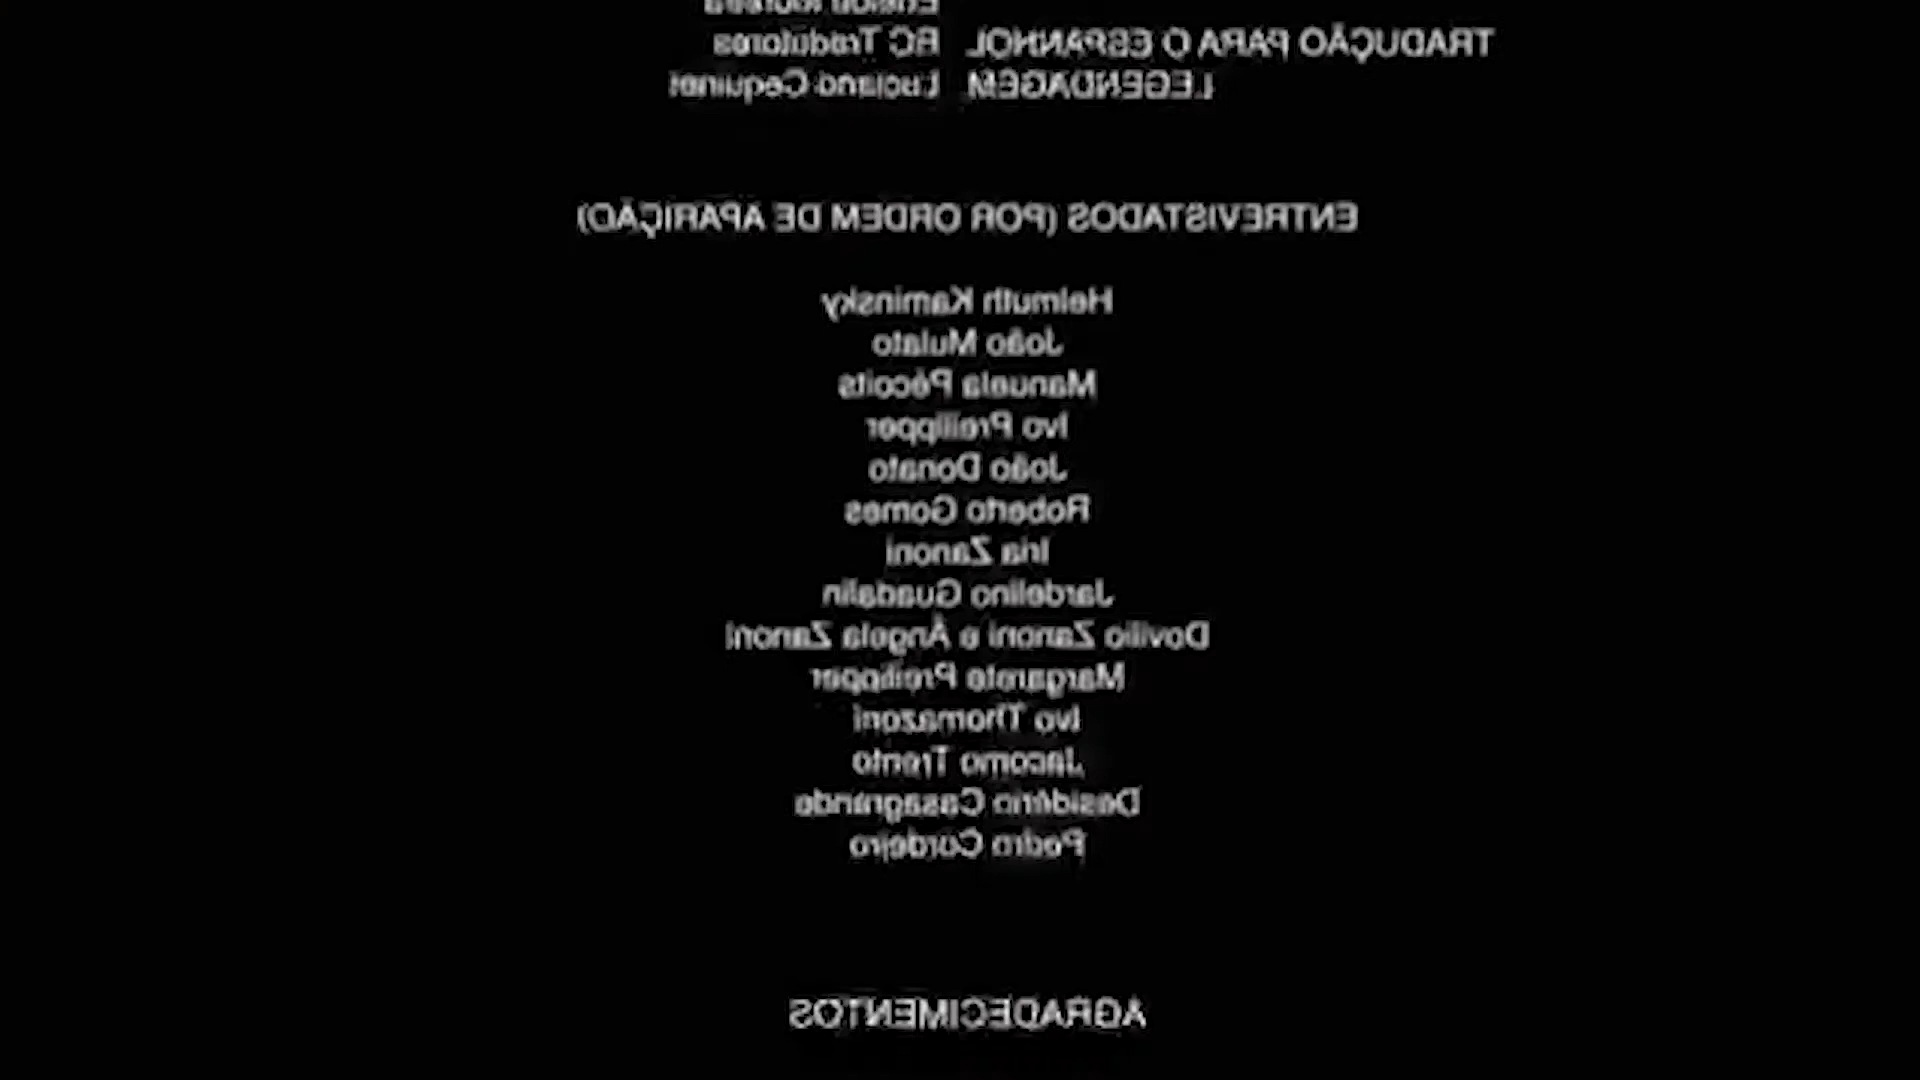 TRADUÇÃO PARA O ESPANHOL RC Tradutores
LEGENDAGEM Luciano Cequinel
ENTREVISTADOS (POR ORDEM DE APARIÇÃO)
Helmuth Kaminsky
João Mulato
Manuela Pécoits
Ivo Preilipper
João Donato
Roberto Gomes
Iria Zanoni
Jardelino Guadalin
Dovílio Zanoni e Ângela Zanoni
Margarete Preilipper
Ivo Thomazoni
Jacomo Trento
Desidério Casagrande
Pedro Cordeiro
AGRADECIMENTOS